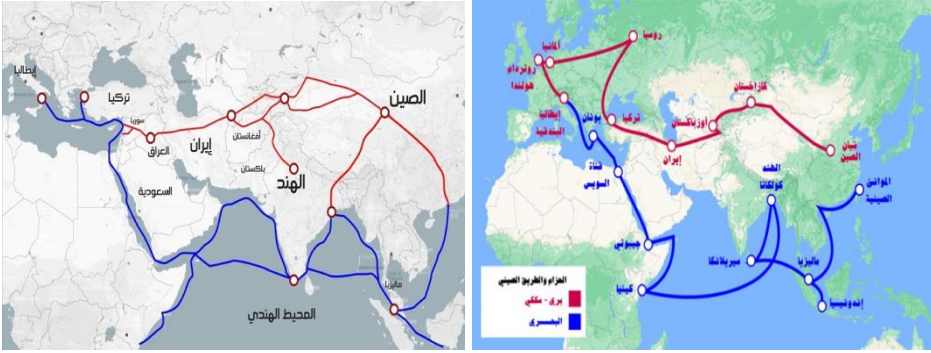 إيطاليا
تركيا
سوريا
العراق
إيران
أفغانستان
باكستان
الهند
الصين
السعودية
ماليزيا
المحيط الهندي
روسيا
ألمانيا
روتردام
هولندا
إيطاليا
البندقية
يونان
تركيا
كازاخستان
أوزباكستان
إيران
شيان
الصين
قناة
السويس
الهند
كولكاتا
الموانئ
الصينية
جيبوتي
كينيا
سيريلانكا
ماليزيا
إندونيسيا
الحزام والطريق الصيني
بري - سككي
البحــــري